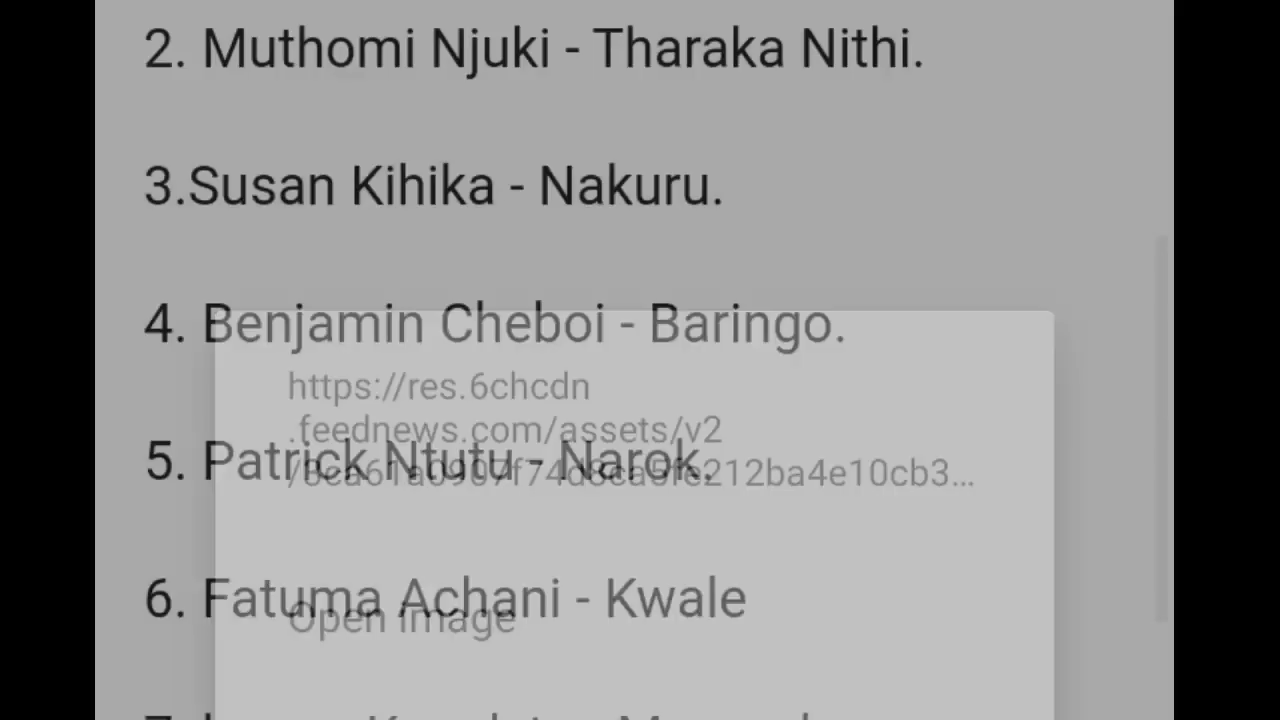 2. Muthomi Njuki - Tharaka Nithi.
3.Susan Kihika - Nakuru.
4. Benjamin Cheboi - Baringo.
https://res.6chcdn
.feednews.com/assets/v2
5. Patrick Ntutu - Narok.
6. Fatuma Achani - Kwale
Open image